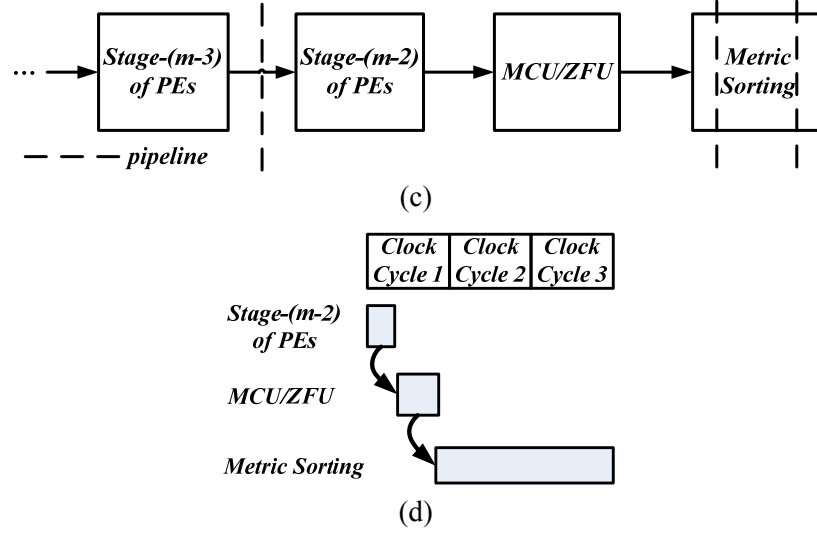 ...
Stage-(m-3)
of PEs
Stage-(m-2)
of PEs
MCU/ZFU
Metric
Sorting
pipeline
(c)
Clock
Cycle 1
Clock
Cycle 2
Clock
Cycle 3
Stage-(m-2)
of PEs
MCU/ZFU
Metric Sorting
(d)